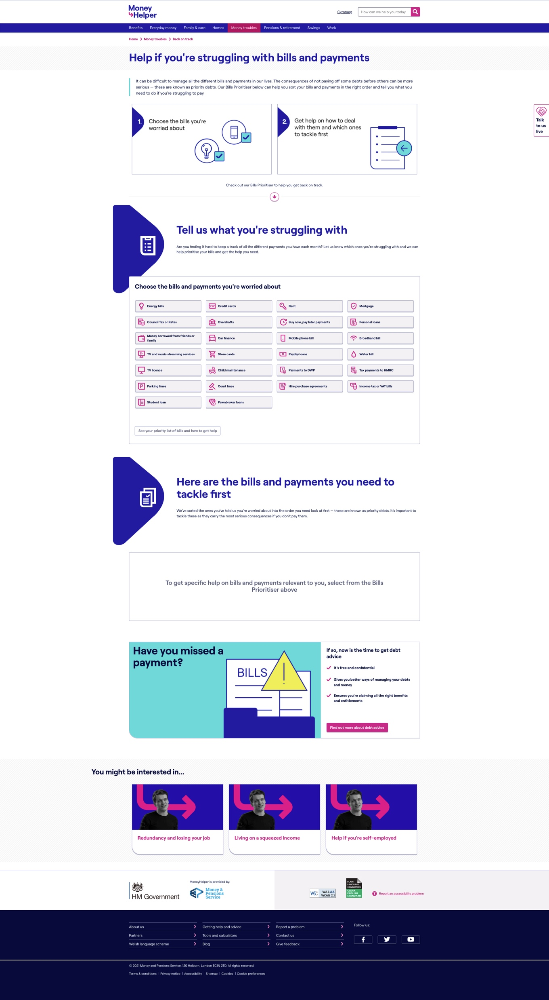 Money
Helper
Cymraeg
How can we help you today
Benefits
Everyday money
Family & care
Homes
Money troubles
Pensions & retirement
Savings
Work
Home
Money troubles
Back on track
Help if you're struggling with bills and payments
It can be difficult to manage all the different bills and payments in our lives. The consequences of not paying off some debts before others can be more
serious — these are known as priority debts. Our Bills Prioritiser below can help you sort your bills and payments in the right order and tell you what you
need to do if you're struggling to pay.
Talk
to us
live
1.
Choose the bills you're
worried about
2.
Get help on how to deal
with them and which ones
to tackle first
Check out our Bills Prioritiser to help you get back on track.
Tell us what you're struggling with
Are you finding it hard to keep a track of all the different payments you have each month? Let us know which ones you're struggling with and we can
help prioritise your bills and get the help you need.
Choose the bills and payments you're worried about
Energy bills
Credit cards
Rent
Mortgage
Council Tax or Rates
Overdrafts
Buy now, pay later payments
Personal loans
Money borrowed from friends or
family
Car finance
Mobile phone bill
Broadband bill
TV and music streaming services
Store cards
Payday loans
Water bill
TV licence
Child maintenance
Payments to DWP
Tax payments to HMRC
Parking fines
Court fines
Hire purchase agreements
Income tax or VAT bills
Student loan
Pawnbroker loans
See your priority list of bills and how to get help
Here are the bills and payments you need to
tackle first
We've sorted the ones you've told us you're worried about into the order you need look at first — these are known as priority debts. It's important to
tackle these as they carry the most serious consequences if you don't pay them.
To get specific help on bills and payments relevant to you, select from the Bills
Prioritiser above
Have you missed a
payment?
BILLS
If so, now is the time to get debt
advice
It's free and confidential
Gives you better ways of managing your debts
and money
Ensures you're claiming all the right benefits
and entitlements
Find out more about debt advice
You might be interested in...
Redundancy and losing your job
Living on a squeezed income
Help if you're self-employed
HM Government
MoneyHelper is provided by:
Money &
Pensions
Service
W3C WAI-AA
WCAG 2.1
PLAIN
LANGUAGE
COMMISSION
CLEAR
ENGLISH
STANDARD
Report an accessibility problem
About us
Partners
Welsh language scheme
Getting help and advice
Tools and calculators
Blog
Report a problem
Contact us
Give feedback
Follow us:
© 2021 Money and Pensions Service, 120 Holborn, London EC1N 2TD. All rights reserved.
Terms & conditions | Privacy notice | Accessibility | Sitemap | Cookies | Cookie preferences